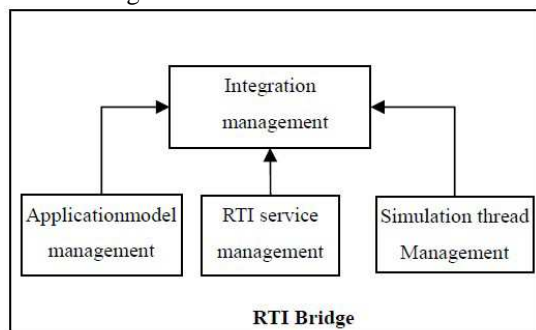 Integration
management
Applicationmodel
management
RTI service
management
Simulation thread
Management
RTI Bridge